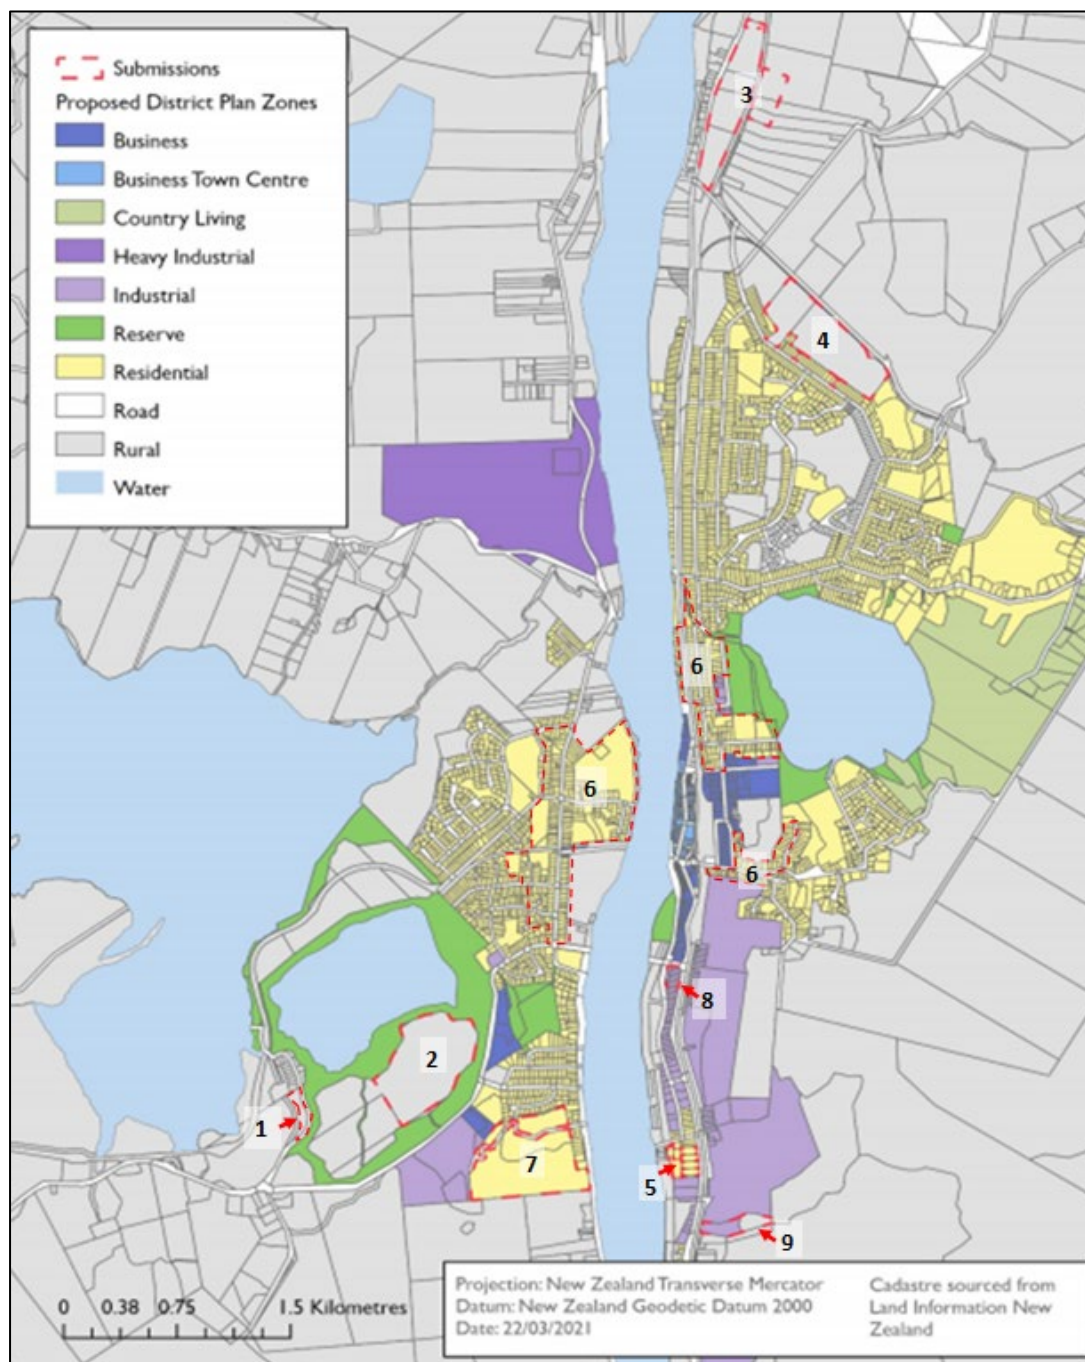 Submissions
Proposed District Plan Zones
Business
Business Town Centre
Country Living
Heavy Industrial
Industrial
Reserve
Residential
Road
Rural
Water
3
4
6
6
6
8
2
1
7
5
9
0 0.38 0.75 1.5 Kilometres
Projection: New Zealand Transverse Mercator
Datum: New Zealand Geodetic Datum 2000
Date: 22/03/2021
Cadastre sourced from
Land Information New
Zealand